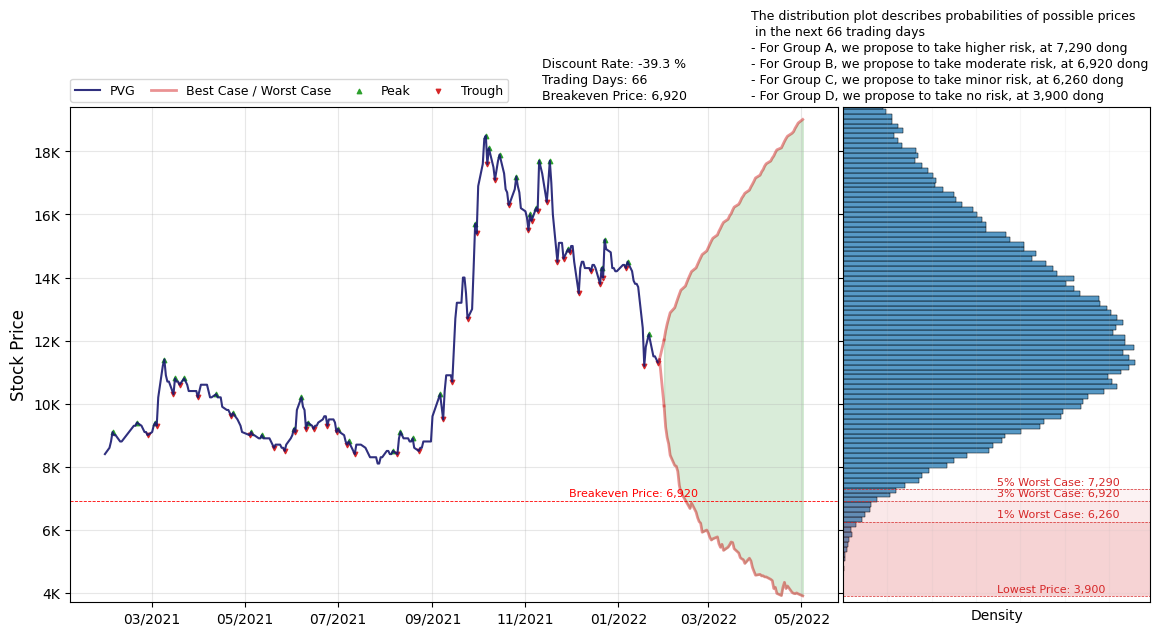 The distribution plot describes probabilities of possible prices
in the next 66 trading days
- For Group A, we propose to take higher risk, at 7,290 dong
- For Group B, we propose to take moderate risk, at 6,920 dong
- For Group C, we propose to take minor risk, at 6,260 dong
- For Group D, we propose to take no risk, at 3,900 dong
Discount Rate: -39.3 %
Trading Days: 66
Breakeven Price: 6,920
PVG
Best Case / Worst Case
Peak
Trough
Stock Price
18K
16K
14K
12K
10K
8K
6K
4K
Breakeven Price: 6,920
5% Worst Case: 7,290
3% Worst Case: 6,920
1% Worst Case: 6,260
Lowest Price: 3,900
03/2021
05/2021
07/2021
09/2021
11/2021
01/2022
03/2022
05/2022
Density